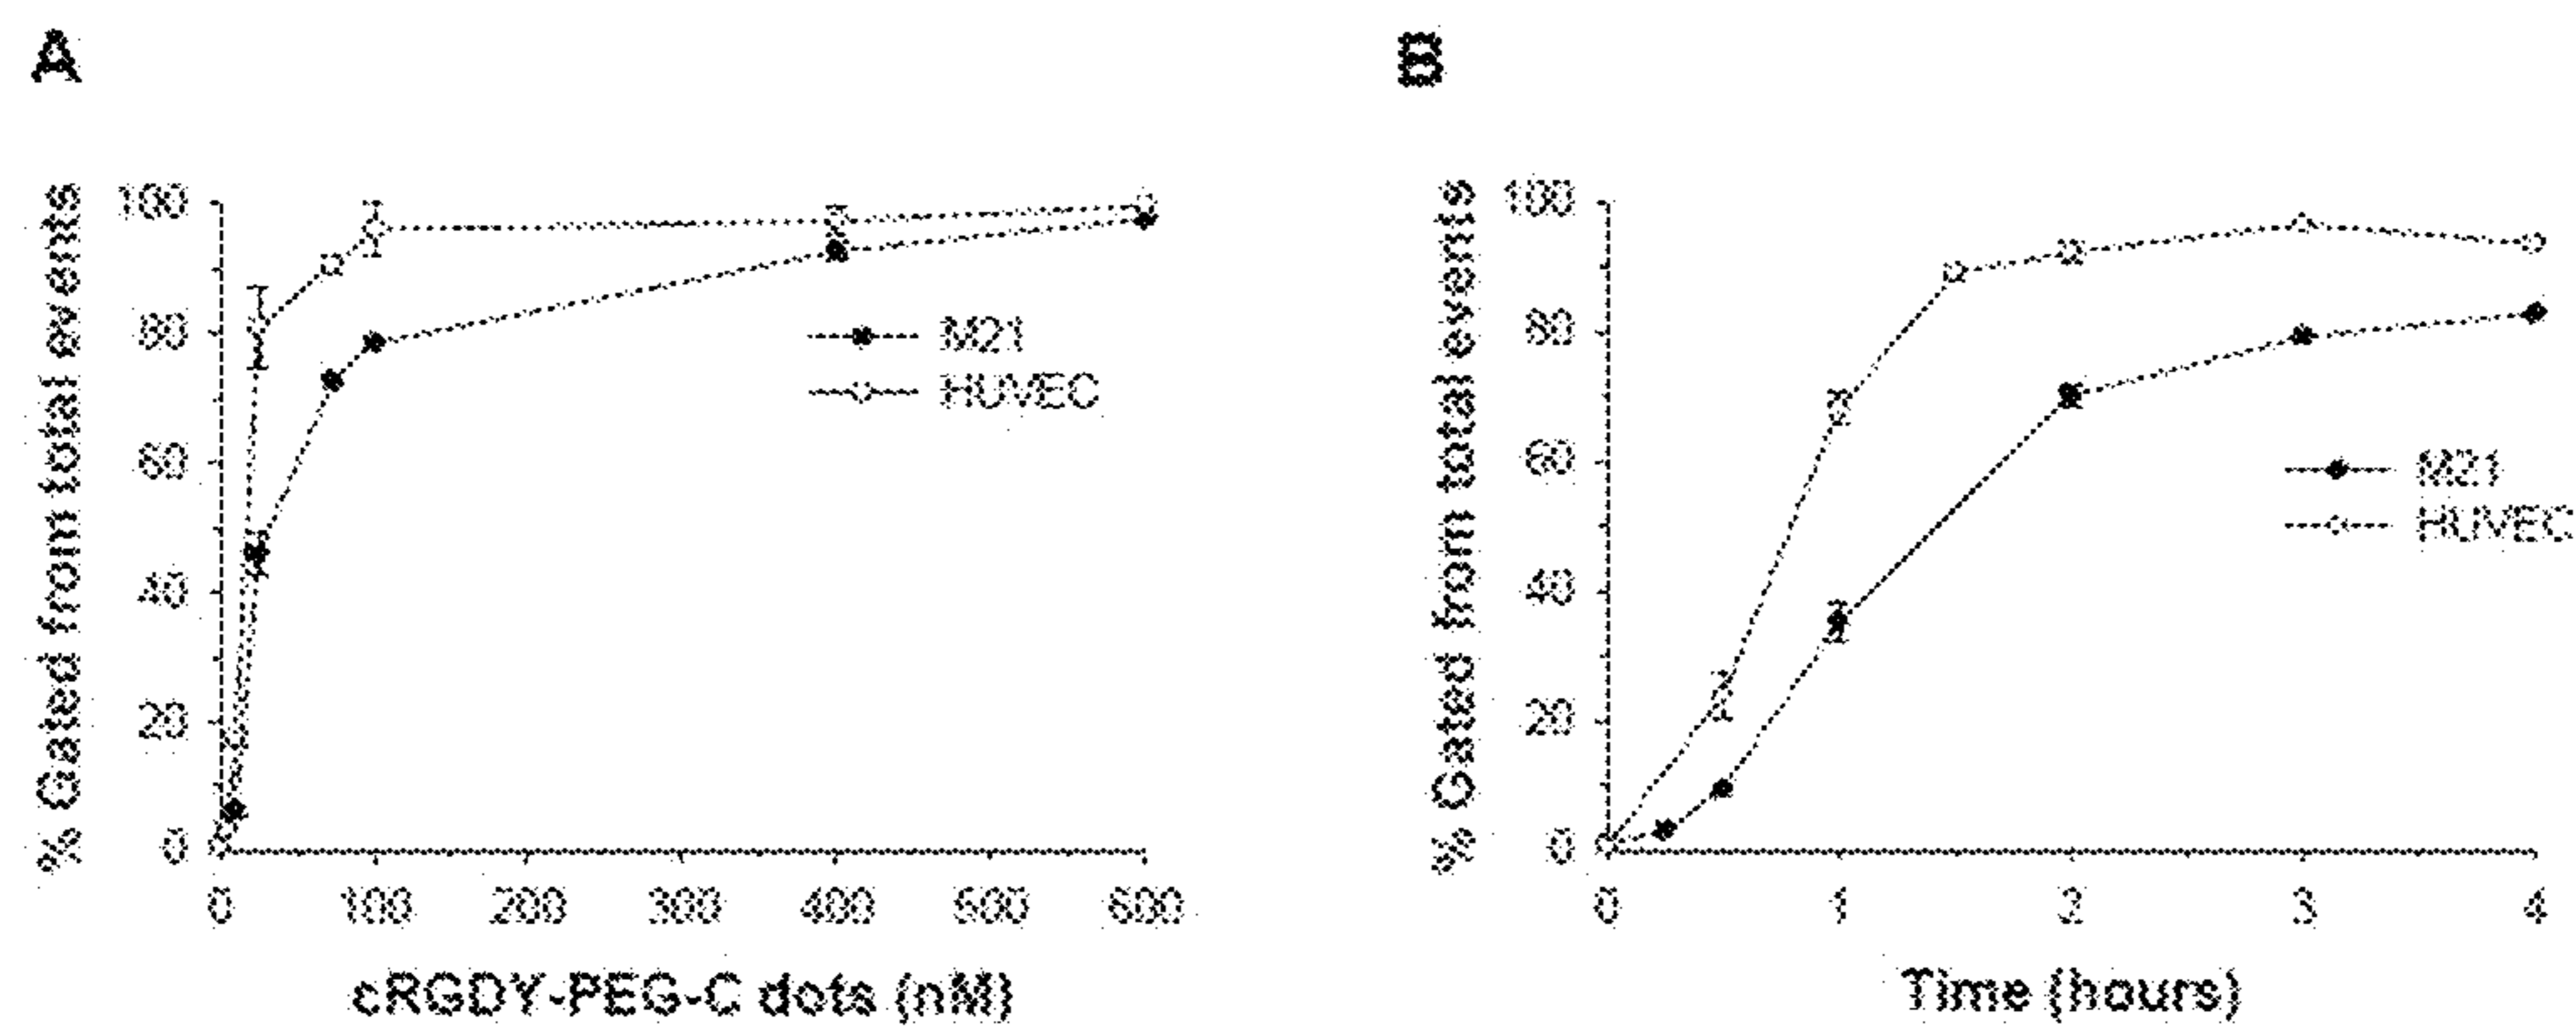 A
B
% Gated from total events
100
80
60
40
20
0
0 100 200 300 400 500 600
cRGDY-PEG-C dots (nM)
M21
HUVEC
% Gated from total events
100
80
60
40
20
0
0 1 2 3 4
Time (hours)
M21
HUVEC